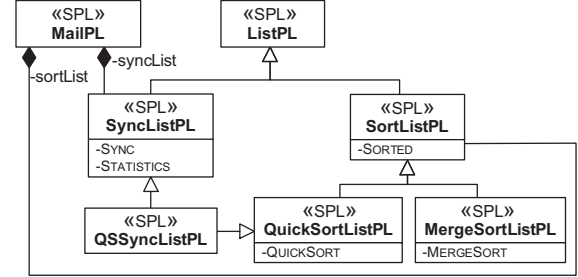 «SPL»
MailPL
«SPL»
ListPL
-sortList
-syncList
«SPL»
SyncListPL
-SYNC
-STATISTICS
«SPL»
SortListPL
-SORTED
«SPL»
QSSyncListPL
«SPL»
QuickSortListPL
-QUICKSORT
«SPL»
MergeSortListPL
-MERGESORT